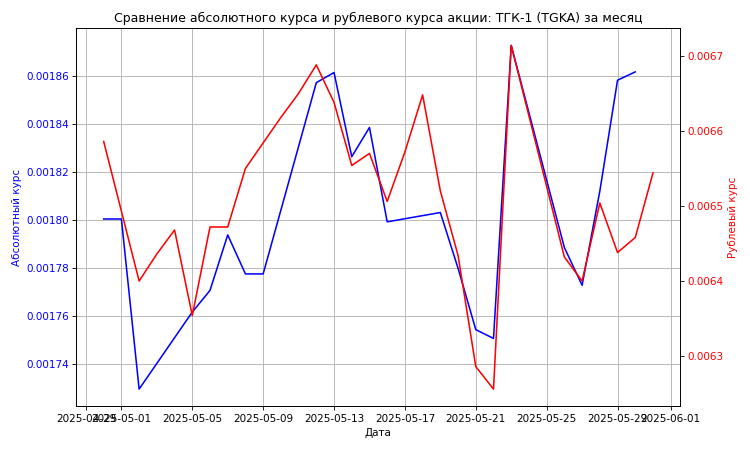 Сравнение абсолютного курса и рублевого курса акции: ТГК-1 (TGKA) за месяц
0.00186
0.00184
0.00182
0.00180
0.00178
0.00176
0.00174
Абсолютный курс
0.0067
0.0066
0.0065
0.0064
0.0063
Рублевый курс
2025-04-29 2025-05-01 2025-05-05 2025-05-09 2025-05-13 2025-05-17 2025-05-21 2025-05-25 2025-05-29 2025-06-01
Дата